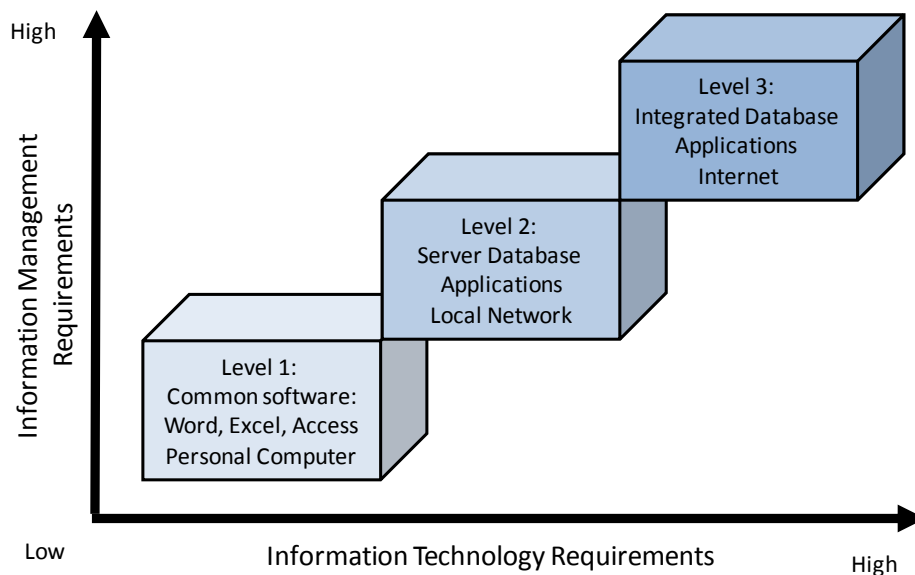 High
Level 3:
Integrated Database
Applications
Internet
Level 2:
Server Database
Applications
Local Network
Level 1:
Common software:
Word, Excel, Access
Personal Computer
Information Management
Requirements
Low
Information Technology Requirements
High